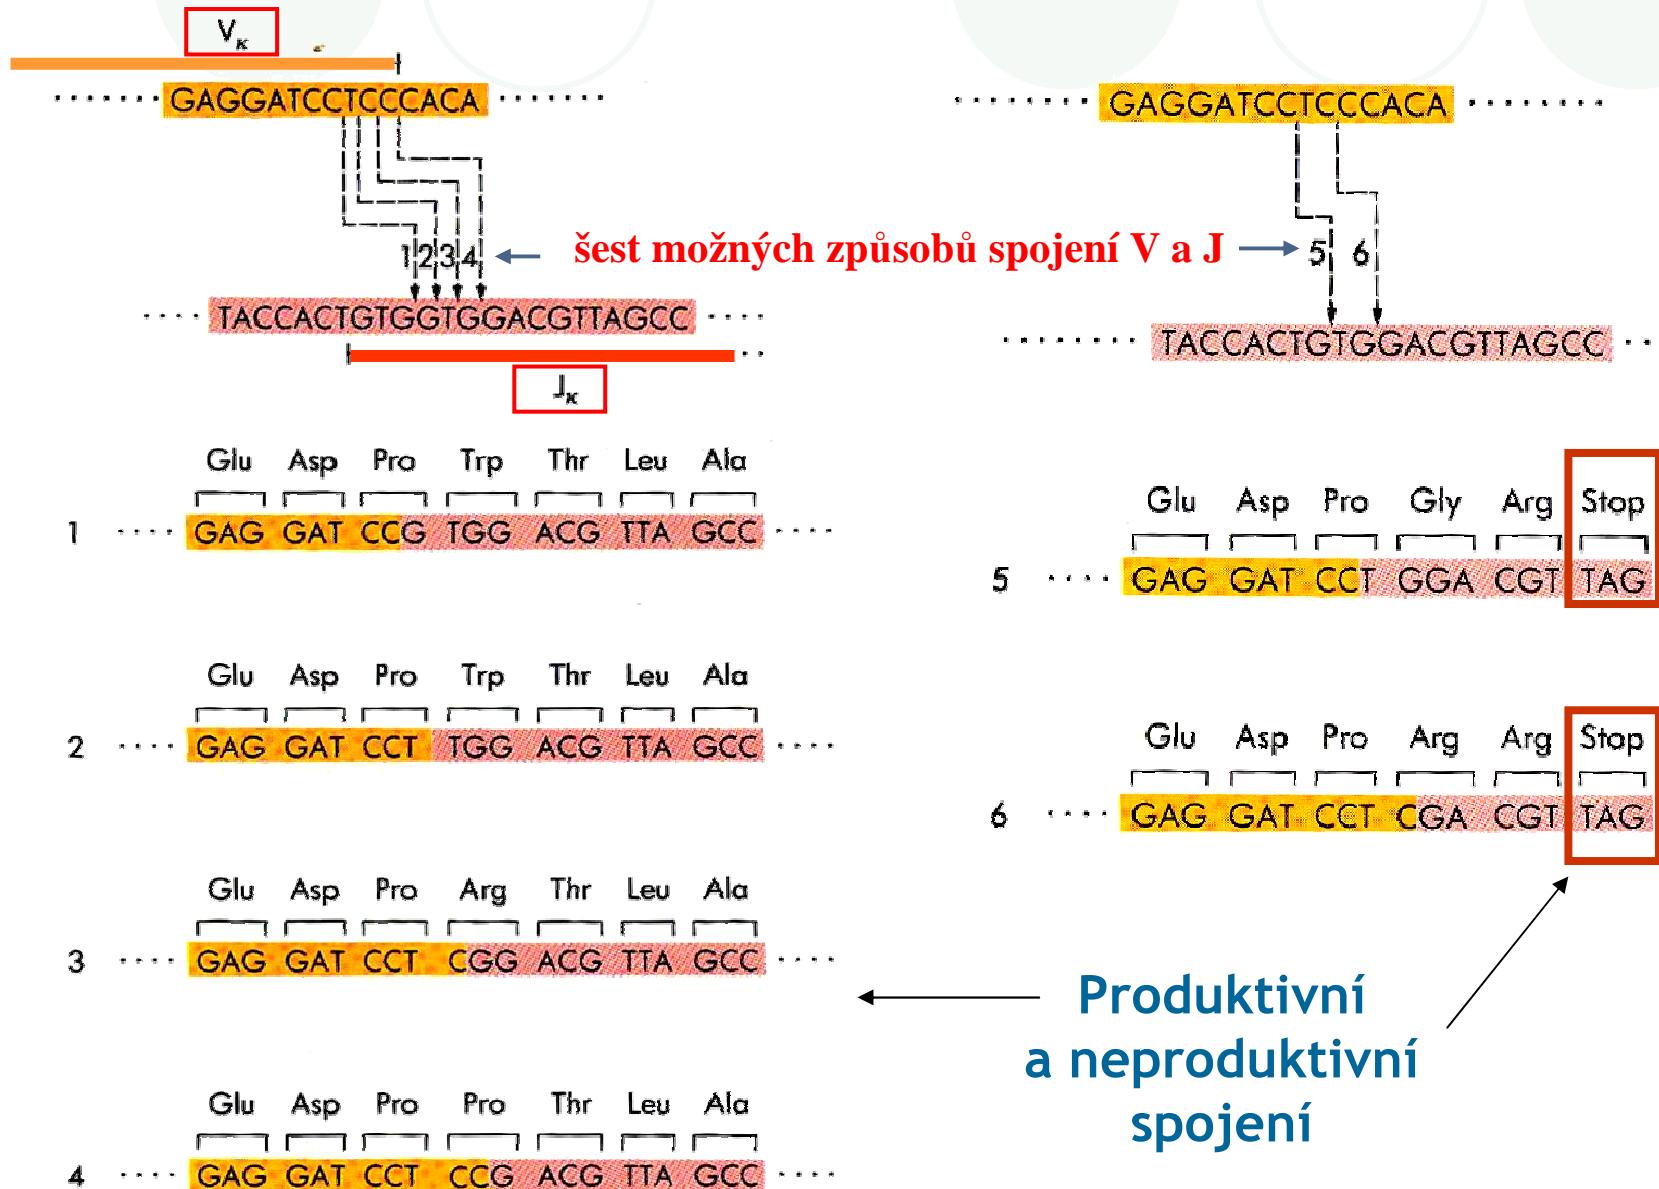 Vκ
······· GAGGATCCTCCCACA ·······
1 2 3 4
···· TACCACTGTGGTGGACGTTAGCC ····
Jκ
šest možných způsobů spojení V a J
········ GAGGATCCTCCCACA ·······
5 6
········ TACCACTGTGGACGTTAGCC ··
Glu Asp Pro Trp Thr Leu Ala
1 ···· GAG GAT CCG TGG ACG TTA GCC ····
Glu Asp Pro Trp Thr Leu Ala
2 ···· GAG GAT CCT TGG ACG TTA GCC ····
Glu Asp Pro Arg Thr Leu Ala
3 ···· GAG GAT CCT CGG ACG TTA GCC ····
Glu Asp Pro Pro Thr Leu Ala
4 ···· GAG GAT CCT CCG ACG TTA GCC ····
Glu Asp Pro Gly Arg Stop
5 ···· GAG GAT CCT GGA CGT TAG
Glu Asp Pro Arg Arg Stop
6 ···· GAG GAT CCT CGA CGT TAG
Produktivní
a neproduktivní
spojení